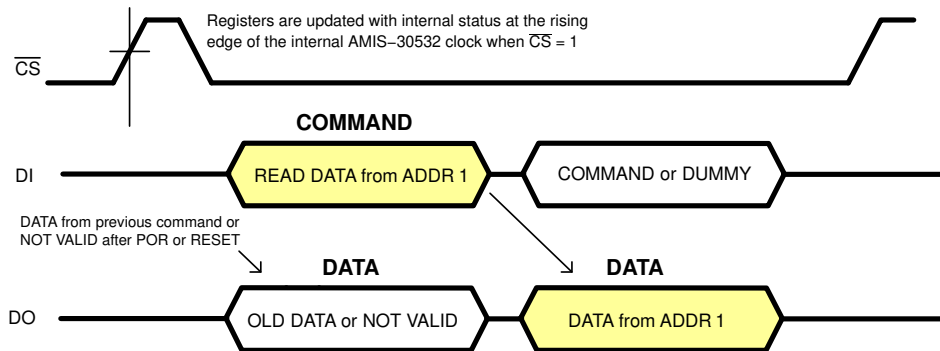 Registers are updated with internal status at the rising
edge of the internal AMIS−30532 clock when C̅S̅ = 1
C̅S̅
COMMAND
DI
READ DATA from ADDR 1
COMMAND or DUMMY
DATA from previous command or
NOT VALID after POR or RESET
DATA
DATA
DO
OLD DATA or NOT VALID
DATA from ADDR 1